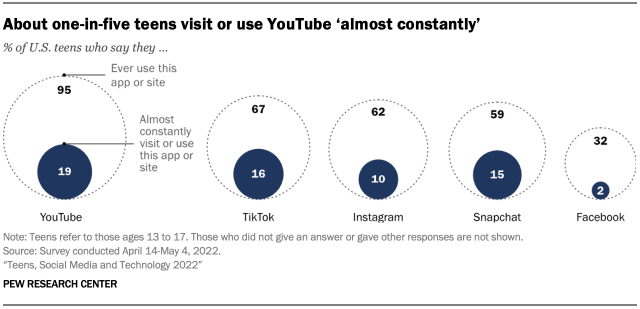 About one-in-five teens visit or use YouTube ‘almost constantly’
% of U.S. teens who say they ...
Ever use this
app or site
95
67
62
59
32
Almost
constantly
visit or use
this app or
site
19
16
10
15
2
YouTube
TikTok
Instagram
Snapchat
Facebook
Note: Teens refer to those ages 13 to 17. Those who did not give an answer or gave other responses are not shown.
Source: Survey conducted April 14-May 4, 2022.
“Teens, Social Media and Technology 2022”
PEW RESEARCH CENTER